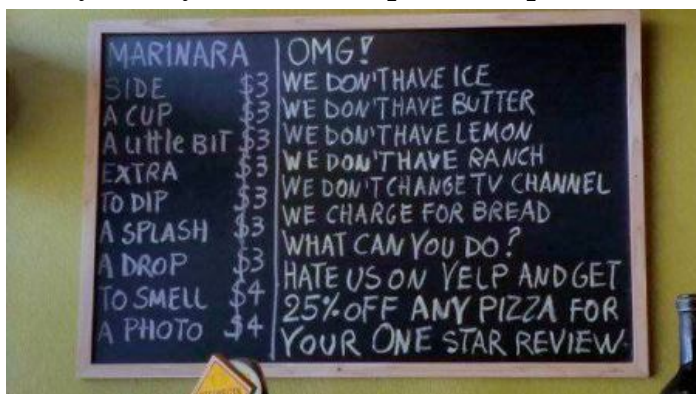 MARINARA
SIDE $3
A CUP $3
A Little BIT $3
EXTRA $3
TO DIP $3
A SPLASH $3
A DROP $3
TO SMELL $4
A PHOTO $4
OMG!
WE DON'T HAVE ICE
WE DON'T HAVE BUTTER
WE DON'T HAVE LEMON
WE DON'T HAVE RANCH
WE DON'T CHANGE TV CHANNEL
WE CHARGE FOR BREAD
WHAT CAN YOU DO?
HATE US ON YELP AND GET
25% OFF ANY PIZZA FOR
YOUR ONE STAR REVIEW